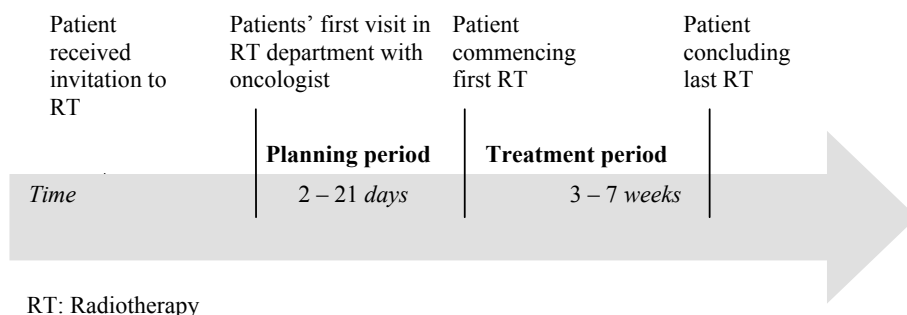 Patient
received
invitation to
RT
Patients’ first visit in
RT department with
oncologist
Patient
commencing
first RT
Patient
concluding
last RT
Planning period
Treatment period
Time
2 – 21 days
3 – 7 weeks
RT: Radiotherapy